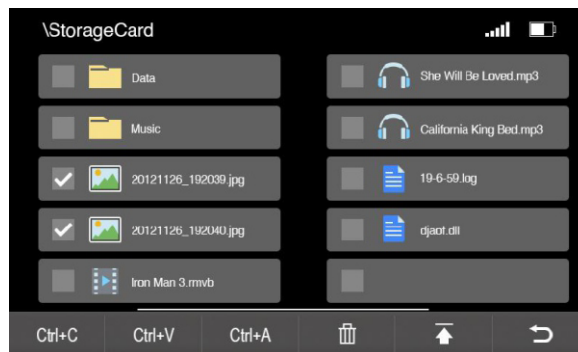 \StorageCard
Data
Music
20121126_192039.jpg
20121126_192040.jpg
Iron Man 3.rmvb
She Will Be Loved.mp3
California King Bed.mp3
19-6-59.log
djaof.dll
Ctrl+C
Ctrl+V
Ctrl+A